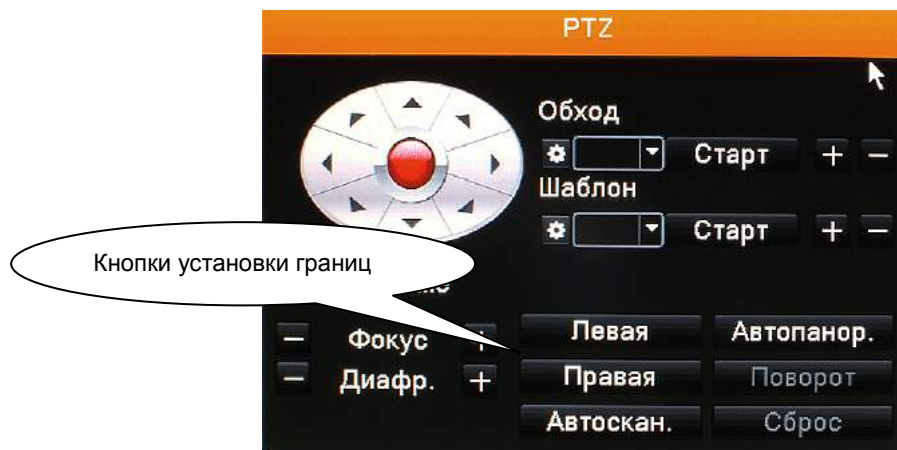 PTZ
Обход
Старт + −
Шаблон
Старт + −
Кнопки установки границ
− Фокус +
− Диафр. +
Левая Автопанор.
Правая Поворот
Автоскан. Сброс